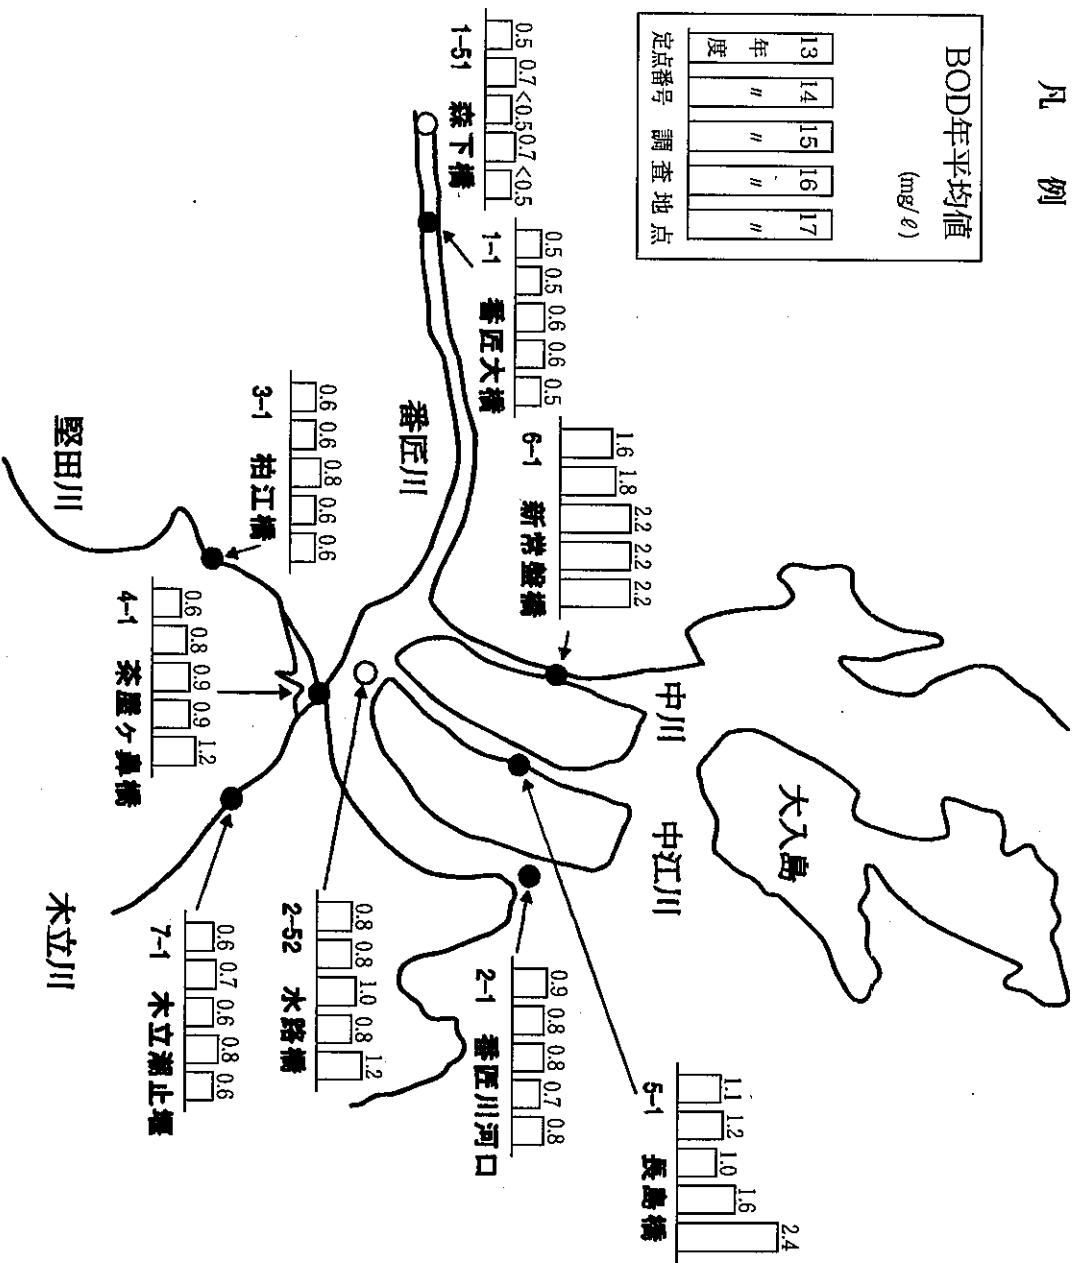 凡 例
BOD年平均値
(mg/ℓ)
13 14 15 16 17
年度 〃 〃 〃 〃
定点番号 調査地点
0.5 0.7 <0.5 0.7 <0.5
1-51 森下橋
0.5 0.5 0.6 0.6 0.5
1-1 番匠大橋
1.6 1.8 2.2 2.2 2.2
6-1 新常盤橋
1.1 1.2 1.0 1.6 2.4
5-1 長島橋
0.9 0.8 0.8 0.7 0.8
2-1 番匠川河口
0.8 0.8 1.0 0.8 1.2
2-52 水路橋
0.6 0.6 0.8 0.6 0.6
3-1 柏江橋
0.6 0.8 0.9 0.9 1.2
4-1 茶屋ケ鼻橋
0.6 0.7 0.6 0.8 0.6
7-1 木立潮止堰
大入島
中川
中江川
番匠川
堅田川
木立川